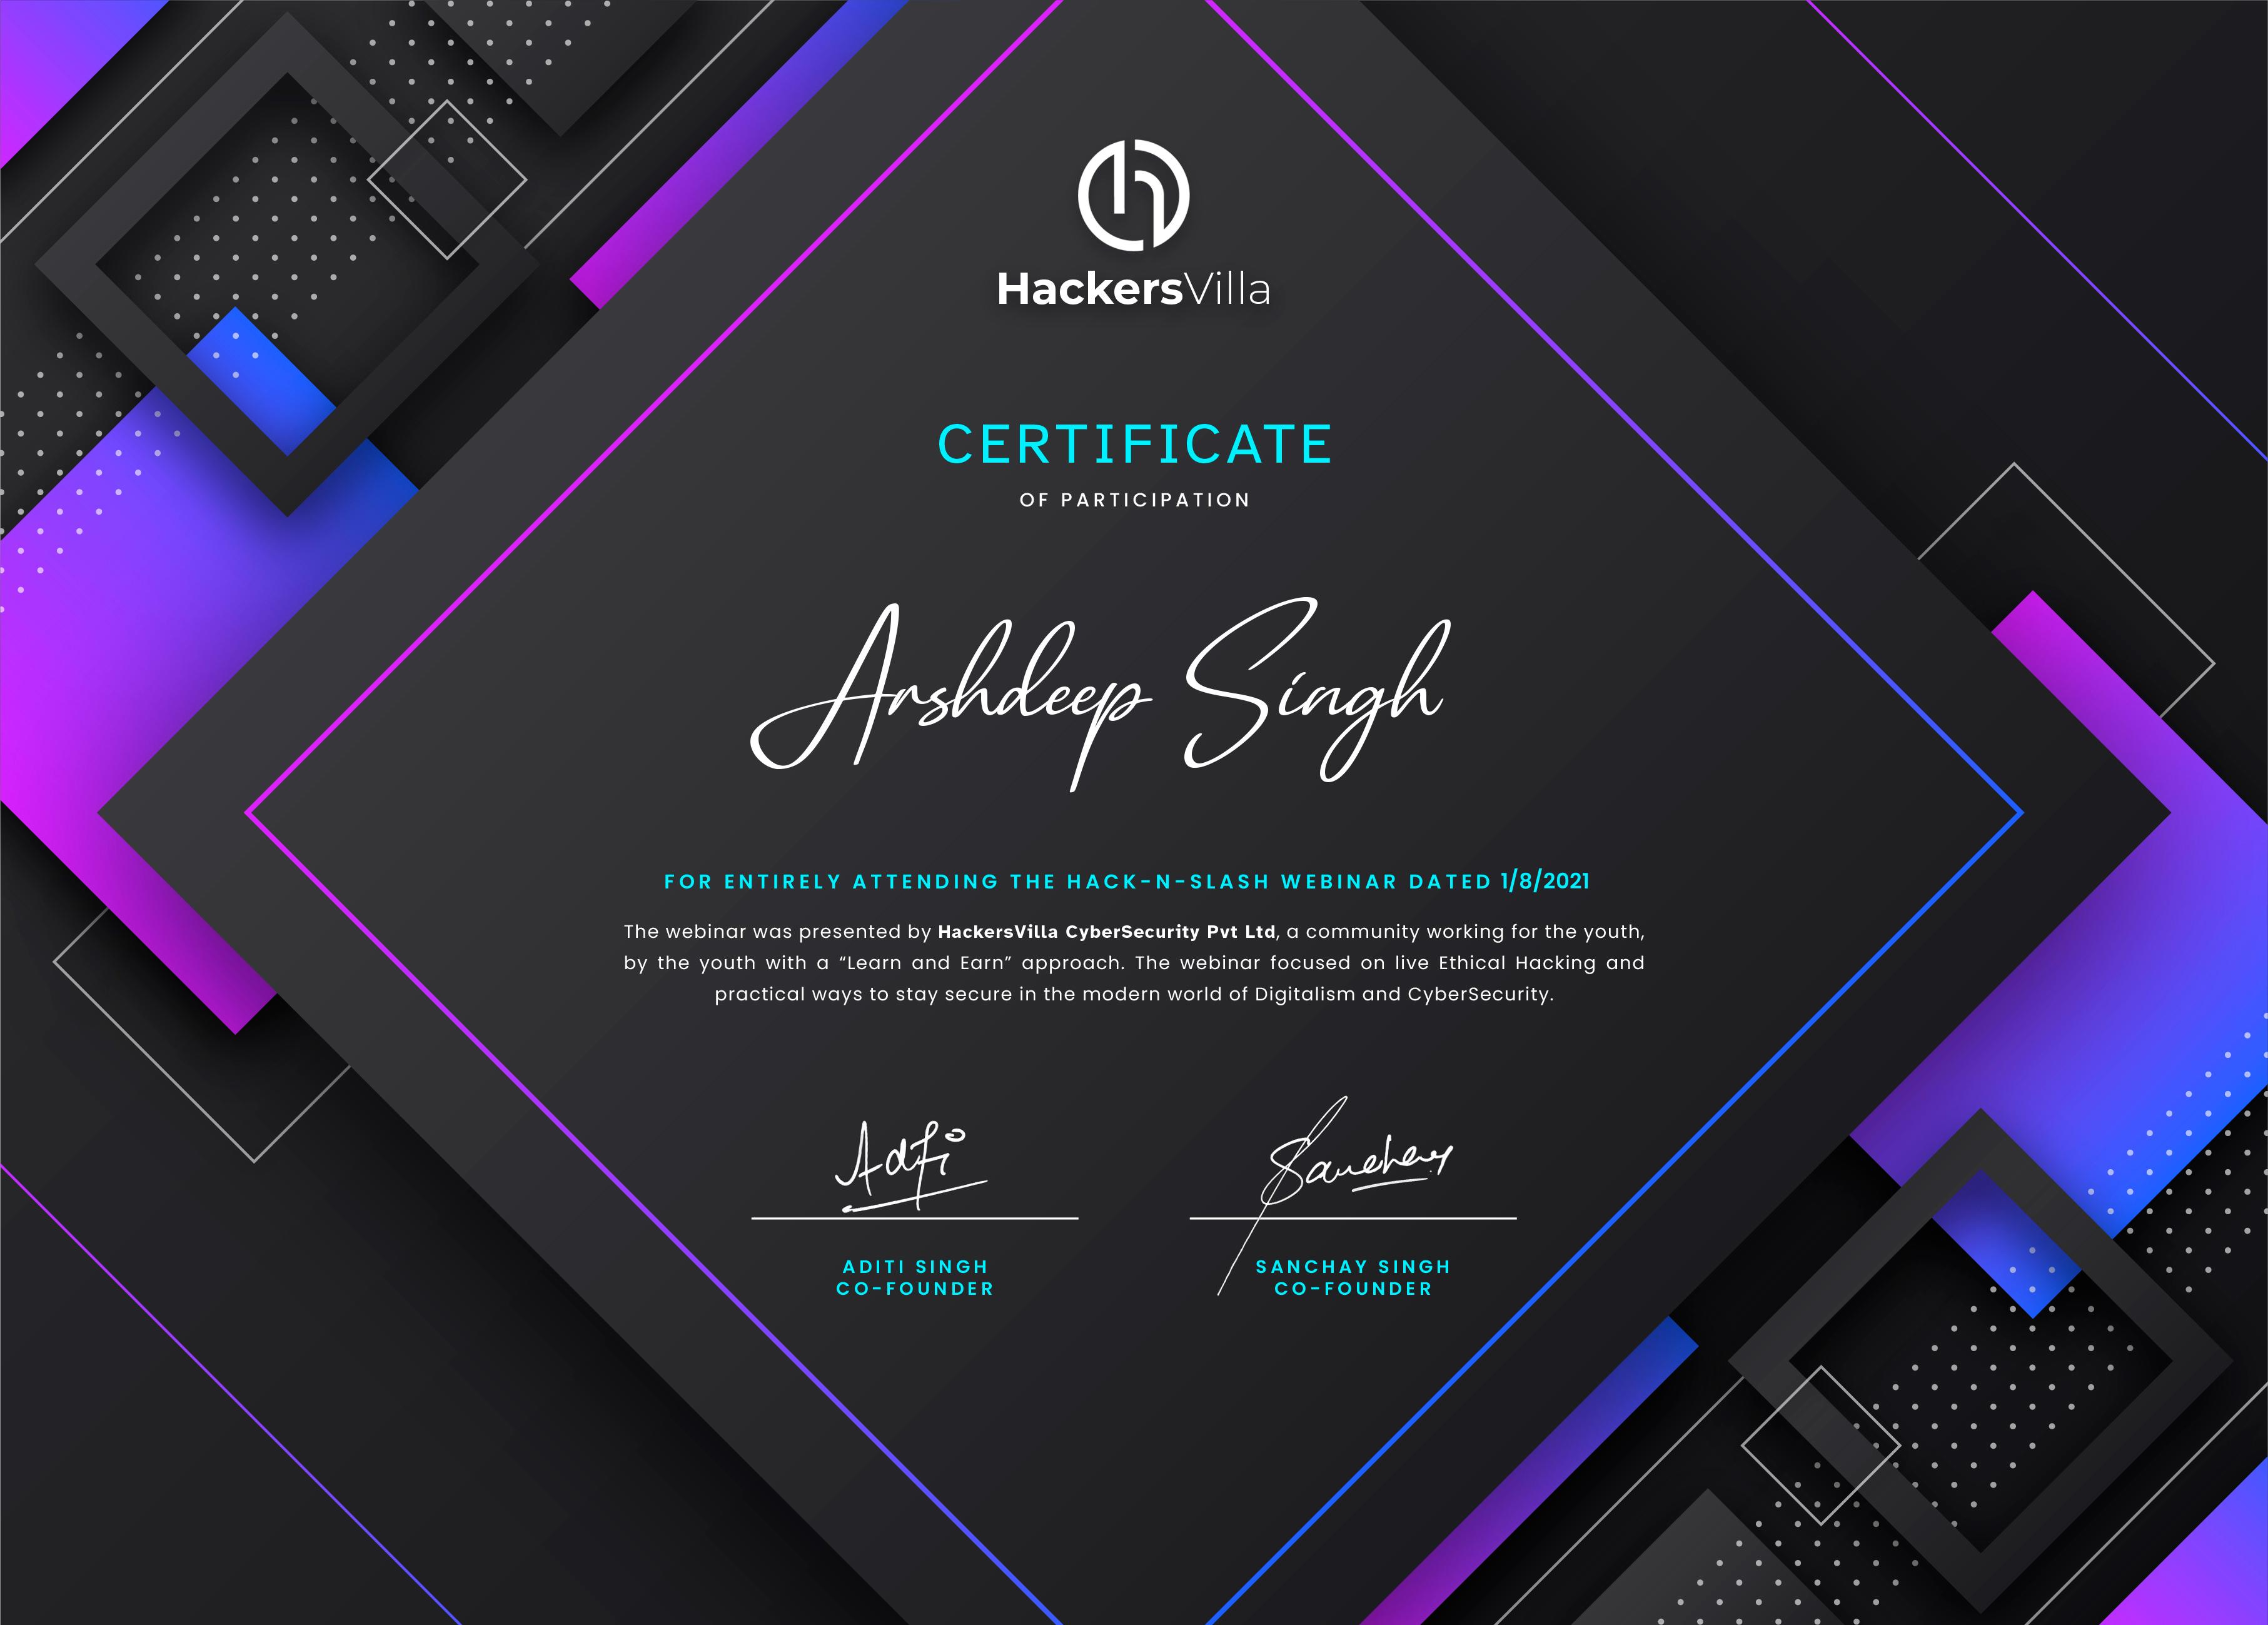 HackersVilla
CERTIFICATE
OF PARTICIPATION
Arshdeep Singh
FOR ENTIRELY ATTENDING THE HACK-N-SLASH WEBINAR DATED 1/8/2021
The webinar was presented by HackersVilla CyberSecurity Pvt Ltd, a community working for the youth,
by the youth with a “Learn and Earn” approach. The webinar focused on live Ethical Hacking and
practical ways to stay secure in the modern world of Digitalism and CyberSecurity.
Aditi Sanchay
ADITI SINGH SANCHAY SINGH
CO-FOUNDER CO-FOUNDER